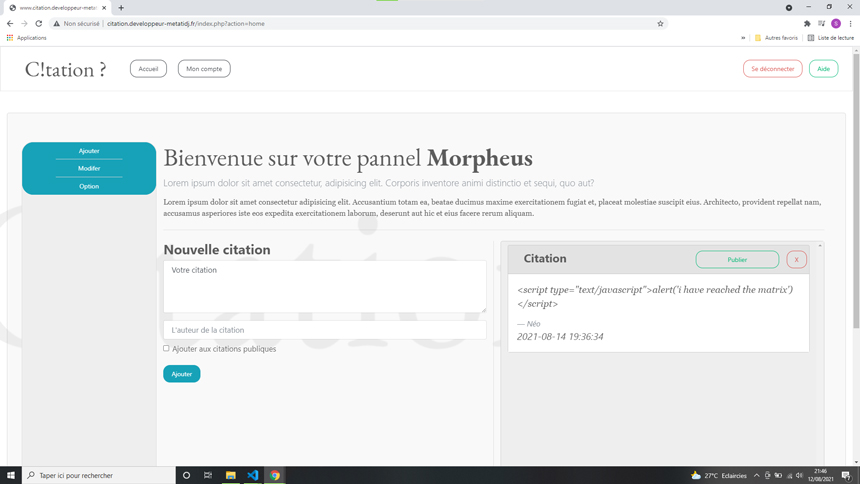 www.citation.developpeur-metati
Non sécurisé | citation.developpeur-metatidj.fr/index.php?action=home
S
Applications
»
Autres favoris
Liste de lecture
C!tation ?
Accueil
Mon compte
Se déconnecter
Aide
Ajouter
Modifer
Option
Bienvenue sur votre pannel Morpheus
Lorem ipsum dolor sit amet consectetur, adipisicing elit. Corporis inventore animi distinctio et sequi, quo aut?
Lorem ipsum dolor sit amet consectetur adipisicing elit. Accusantium totam ea, beatae ducimus maxime exercitationem fugiat et, placeat molestiae suscipit eius. Architecto, provident repellat nam,
accusamus asperiores iste eos expedita exercitationem laborum, deserunt aut hic et eius facere rerum aliquam.
Nouvelle citation
Votre citation
L'auteur de la citation
Ajouter aux citations publiques
Ajouter
Citation
Publier
X
<script type="text/javascript">alert('i have reached the matrix')
</script>
— Néo
2021-08-14 19:36:34
Taper ici pour rechercher
27°C Eclaircies
21:46
12/08/2021